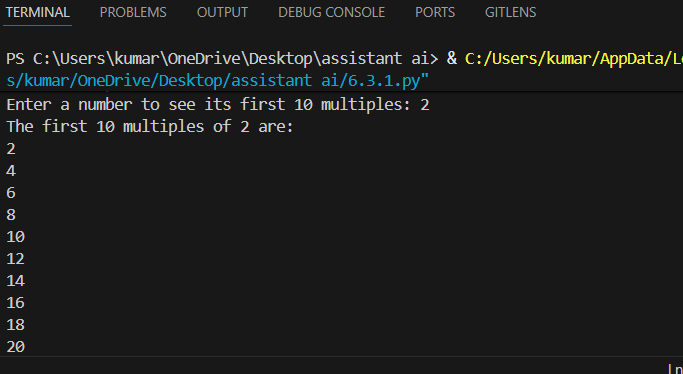 TERMINAL PROBLEMS OUTPUT DEBUG CONSOLE PORTS GITLENS
PS C:\Users\kumar\OneDrive\Desktop\assistant ai> & C:/Users/kumar/AppData/L
s/kumar/OneDrive/Desktop/assistant ai/6.3.1.py"
Enter a number to see its first 10 multiples: 2
The first 10 multiples of 2 are:
2
4
6
8
10
12
14
16
18
20